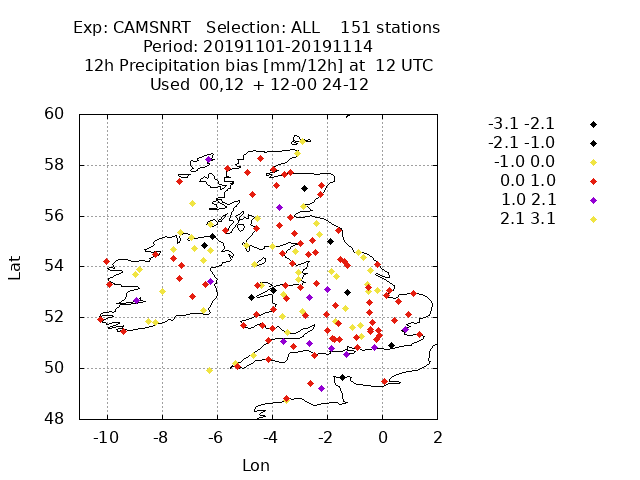 Exp: CAMSNRT   Selection: ALL    151 stations
Period: 20191101-20191114
12h Precipitation bias [mm/12h] at  12 UTC
Used 00,12  + 12-00 24-12
-3.1 -2.1
-2.1 -1.0
-1.0 0.0
0.0 1.0
1.0 2.1
2.1 3.1
60
58
56
54
52
50
48
Lat
-10 -8 -6 -4 -2 0 2
Lon